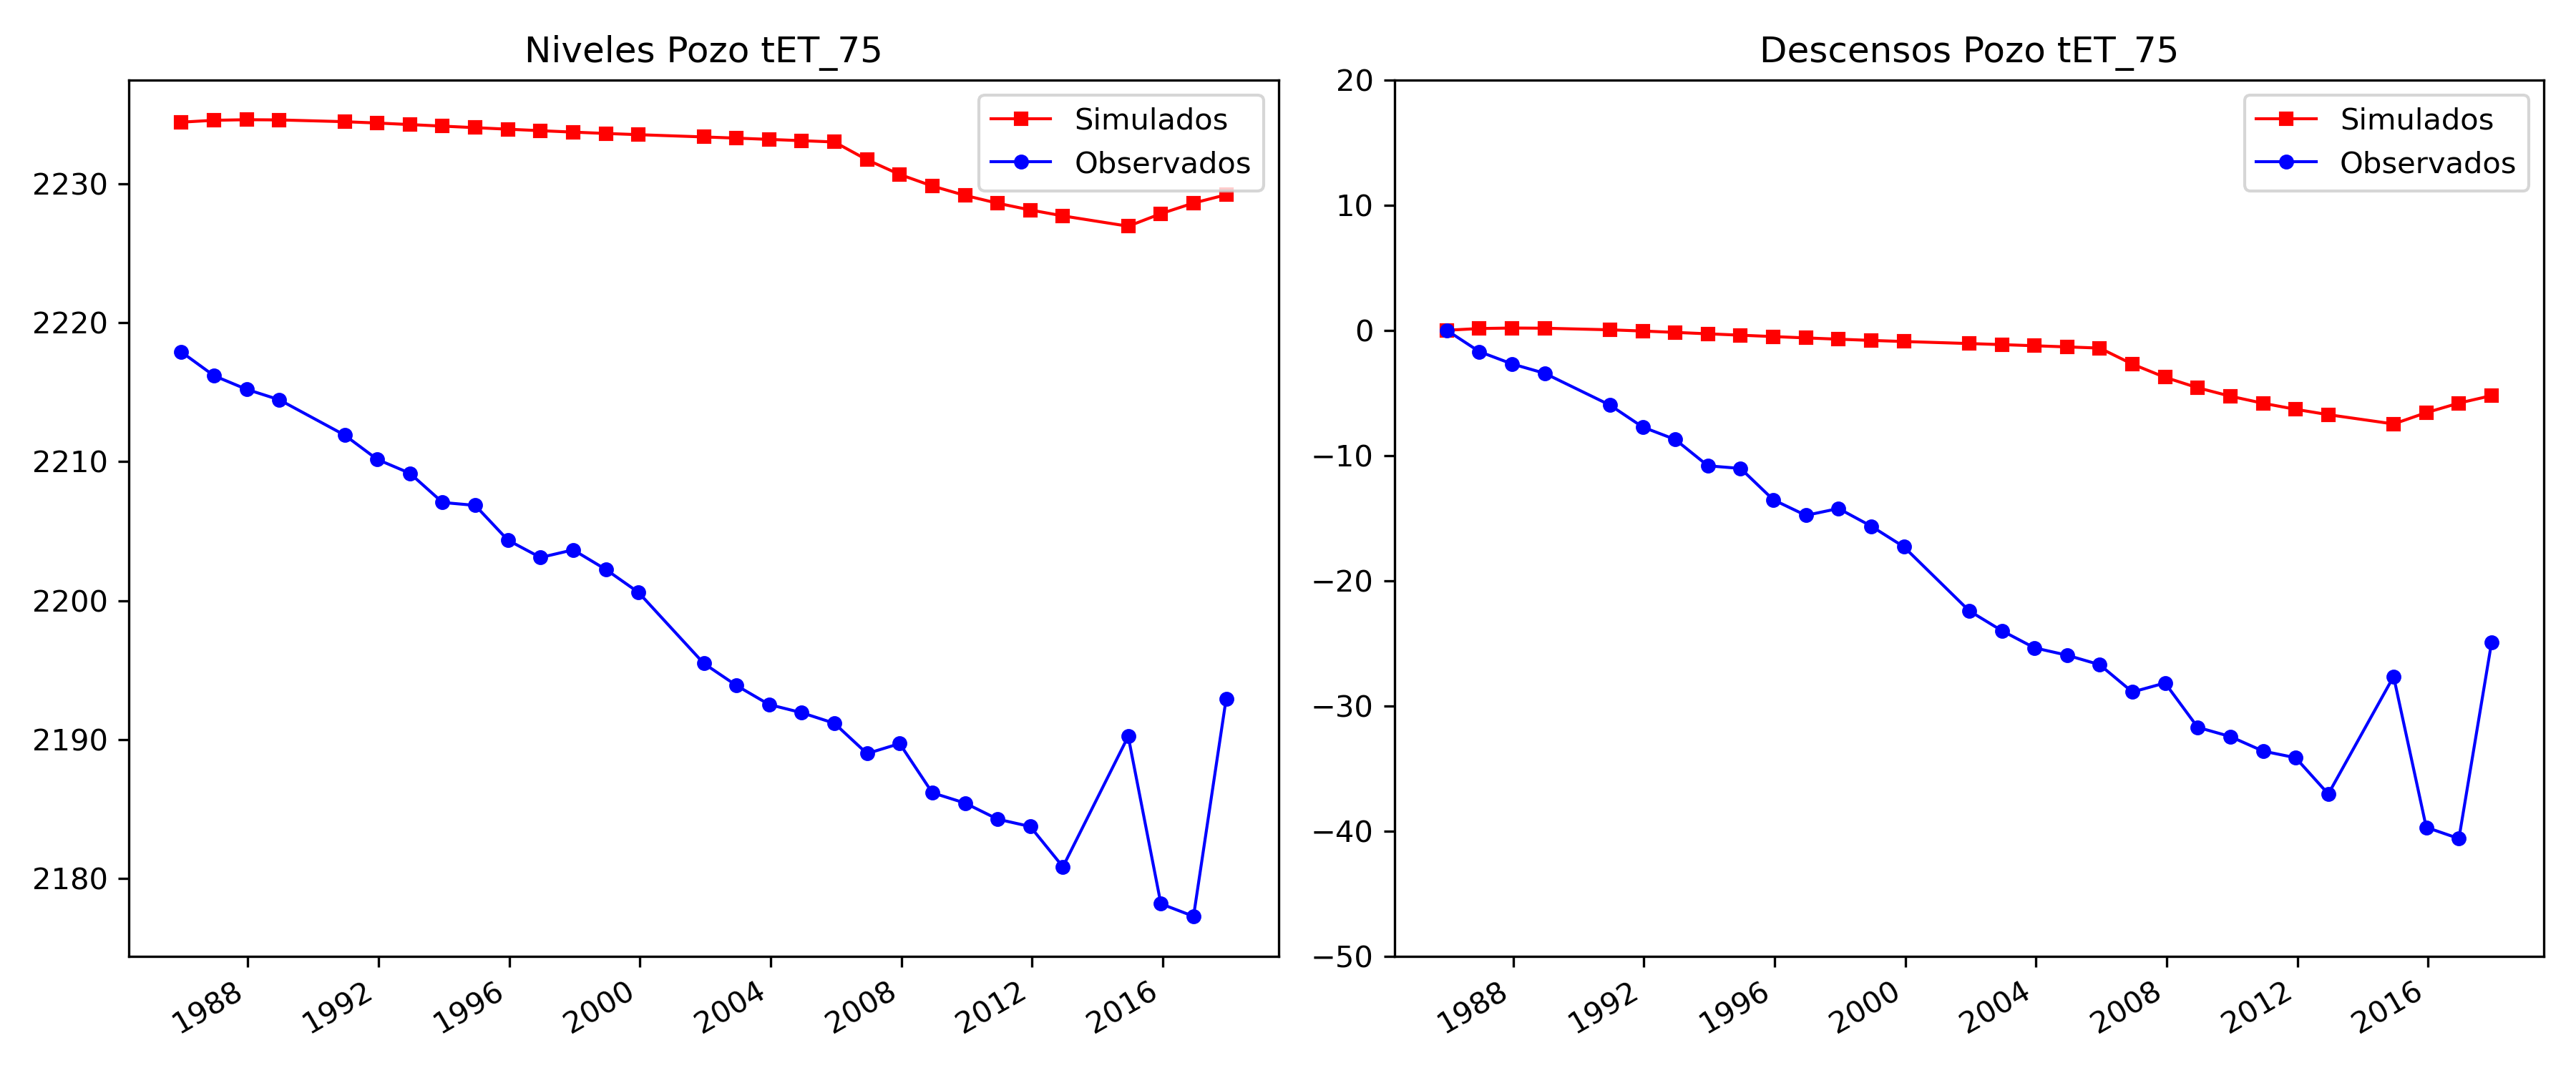 Niveles Pozo tET_75
Simulados
Observados
2230
2220
2210
2200
2190
2180
1988 1992 1996 2000 2004 2008 2012 2016
Descensos Pozo tET_75
Simulados
Observados
20
10
0
−10
−20
−30
−40
−50
1988 1992 1996 2000 2004 2008 2012 2016